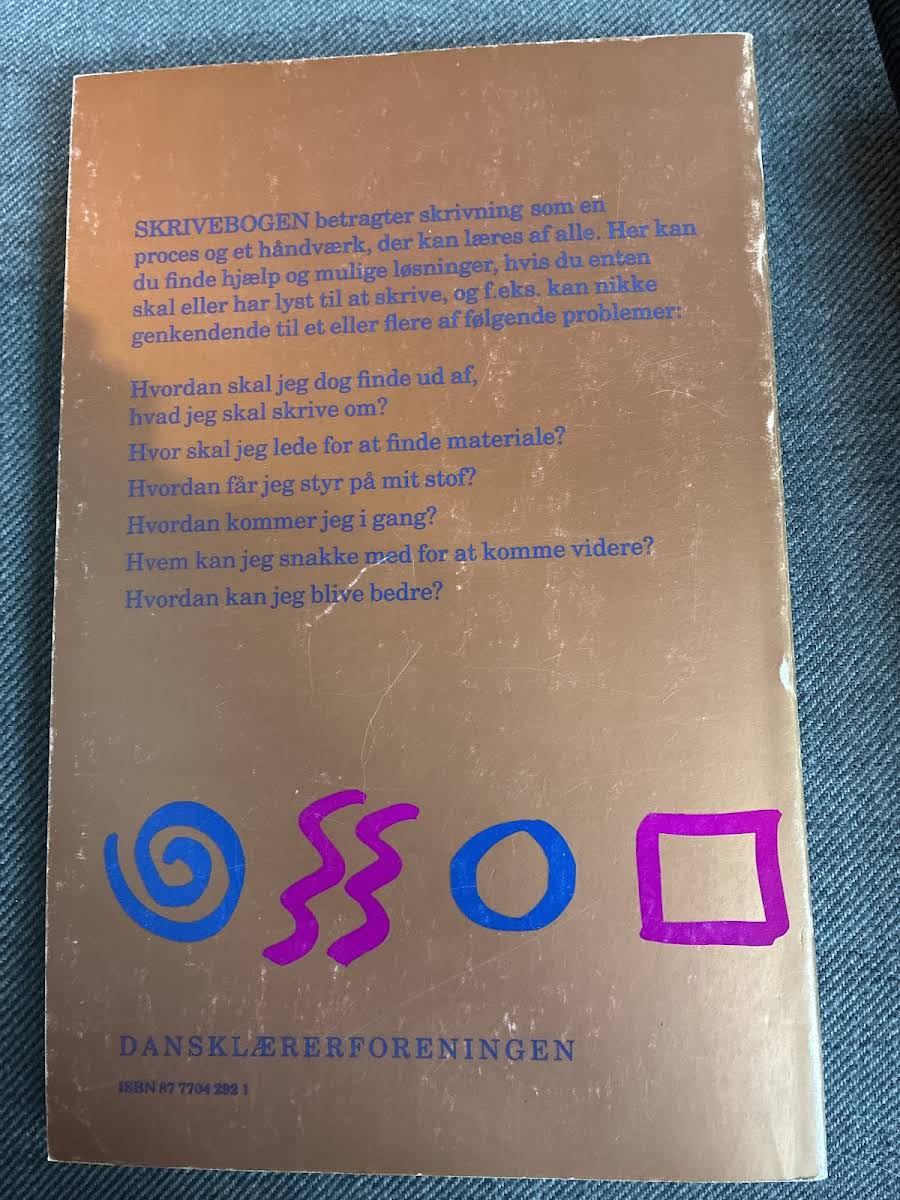 SKRIVEBOGEN betragter skrivning som en
proces og et håndværk, der kan læres af alle. Her kan
du finde hjælp og mulige løsninger, hvis du enten
skal eller har lyst til at skrive, og f.eks. kan nikke
genkendende til et eller flere af følgende problemer:
Hvordan skal jeg dog finde ud af,
hvad jeg skal skrive om?
Hvor skal jeg lede for at finde materiale?
Hvordan får jeg styr på mit stof?
Hvordan kommer jeg i gang?
Hvem kan jeg snakke med for at komme videre?
Hvordan kan jeg blive bedre?
DANSKLÆRERFORENINGEN
ISBN 87 7704 292 1